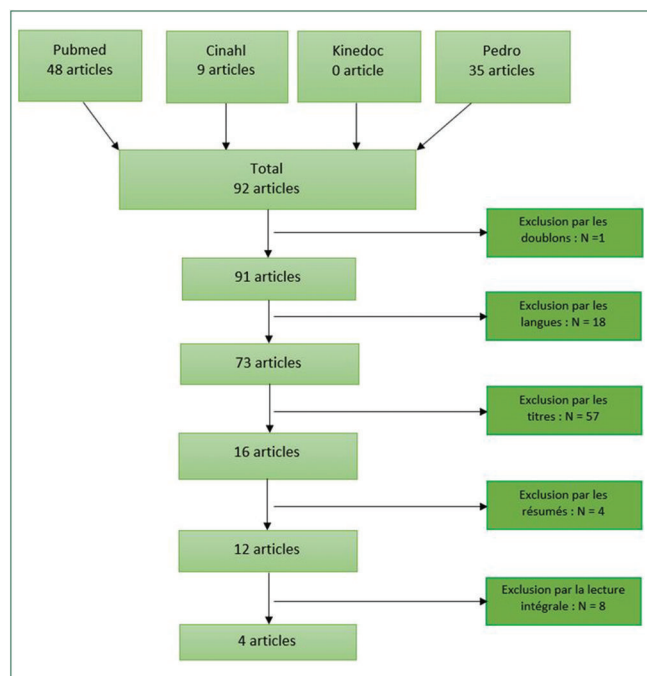 Pubmed
48 articles
Cinahl
9 articles
Kinedoc
0 article
Pedro
35 articles
Total
92 articles
Exclusion par les
doublons : N =1
91 articles
Exclusion par les
langues : N = 18
73 articles
Exclusion par les
titres : N = 57
16 articles
Exclusion par les
résumés : N = 4
12 articles
Exclusion par la lecture
intégrale : N = 8
4 articles